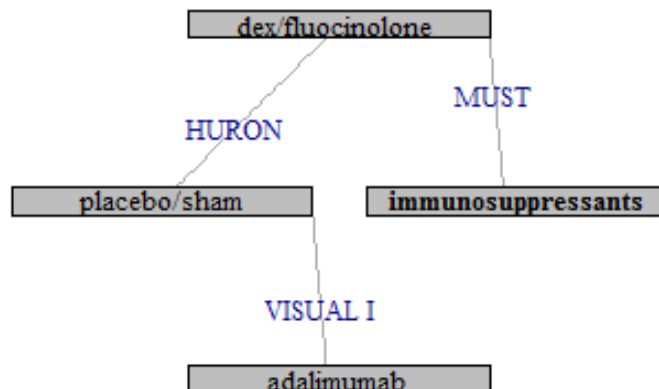 dex/fluocinolone
MUST
HURON
placebo/sham
immunosuppressants
VISUAL I
adalimumab